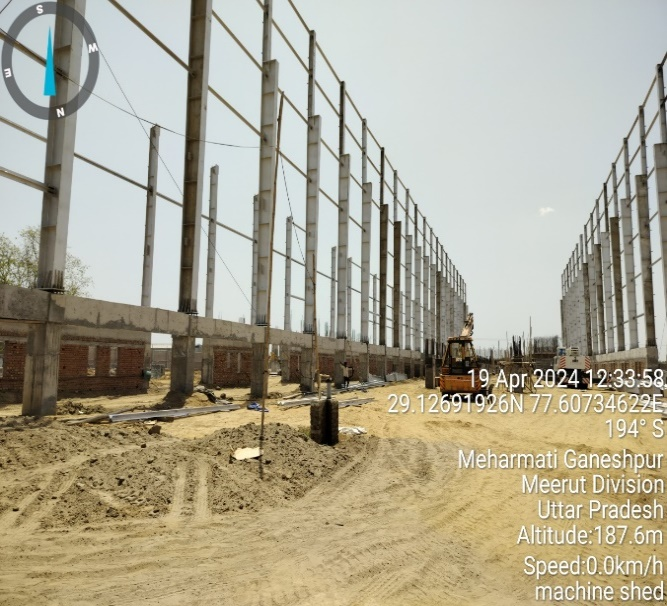 S
W
E
N
19 Apr 2024 12:33:58
29.12691926N 77.60734622E
194° S
Meharmati Ganeshpur
Meerut Division
Uttar Pradesh
Altitude:187.6m
Speed:0.0km/h
machine shed